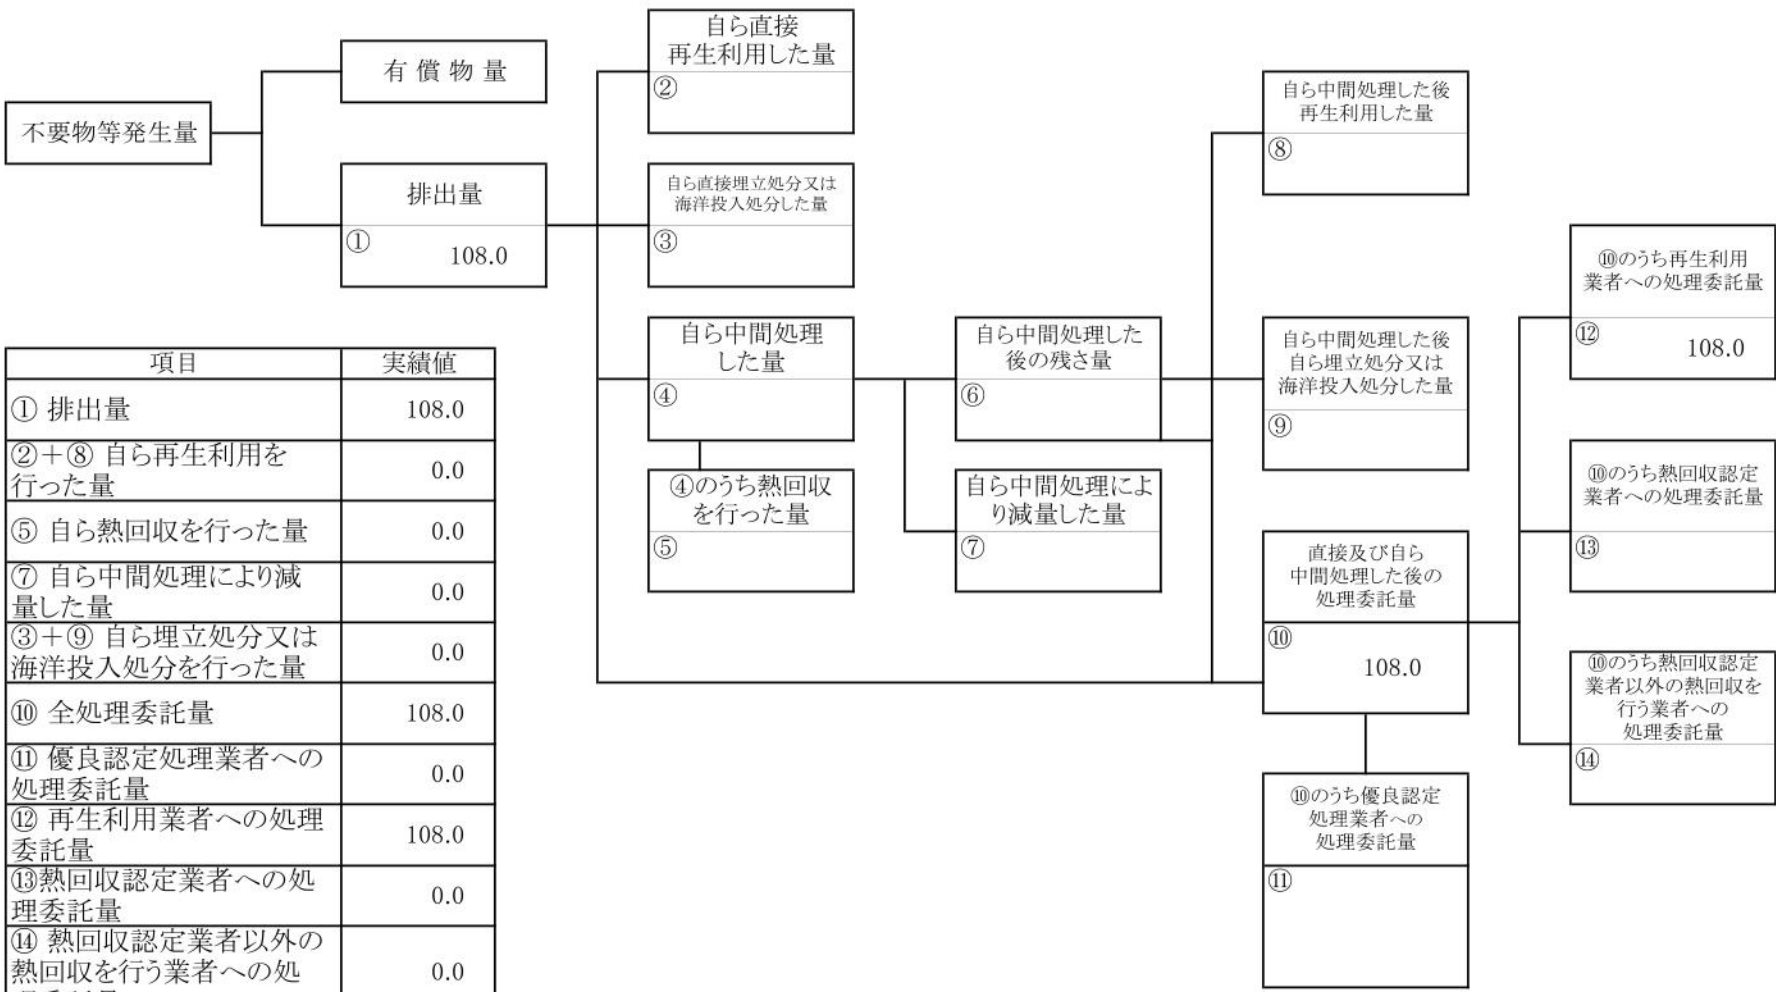 不要物等発生量
有 償 物 量
排出量
①
108.0
自ら直接
再生利用した量
②
自ら直接埋立処分又は
海洋投入処分した量
③
自ら中間処理
した量
④
④のうち熱回収
を行った量
⑤
自ら中間処理した
後の残さ量
⑥
自ら中間処理によ
り減量した量
⑦
自ら中間処理した後
再生利用した量
⑧
自ら中間処理した後
自ら埋立処分又は
海洋投入処分した量
⑨
直接及び自ら
中間処理した後の
処理委託量
⑩
108.0
⑩のうち優良認定
処理業者への
処理委託量
⑪
⑩のうち再生利用
業者への処理委託量
⑫
108.0
⑩のうち熱回収認定
業者への処理委託量
⑬
⑩のうち熱回収認定
業者以外の熱回収を
行う業者への
処理委託量
⑭
項目 実績値
① 排出量 108.0
②+⑧ 自ら再生利用を
行った量 0.0
⑤ 自ら熱回収を行った量 0.0
⑦ 自ら中間処理により減
量した量 0.0
③+⑨ 自ら埋立処分又は
海洋投入処分を行った量 0.0
⑩ 全処理委託量 108.0
⑪ 優良認定処理業者への
処理委託量 0.0
⑫ 再生利用業者への処理
委託量 108.0
⑬熱回収認定業者への処
理委託量 0.0
⑭ 熱回収認定業者以外の
熱回収を行う業者への処 0.0